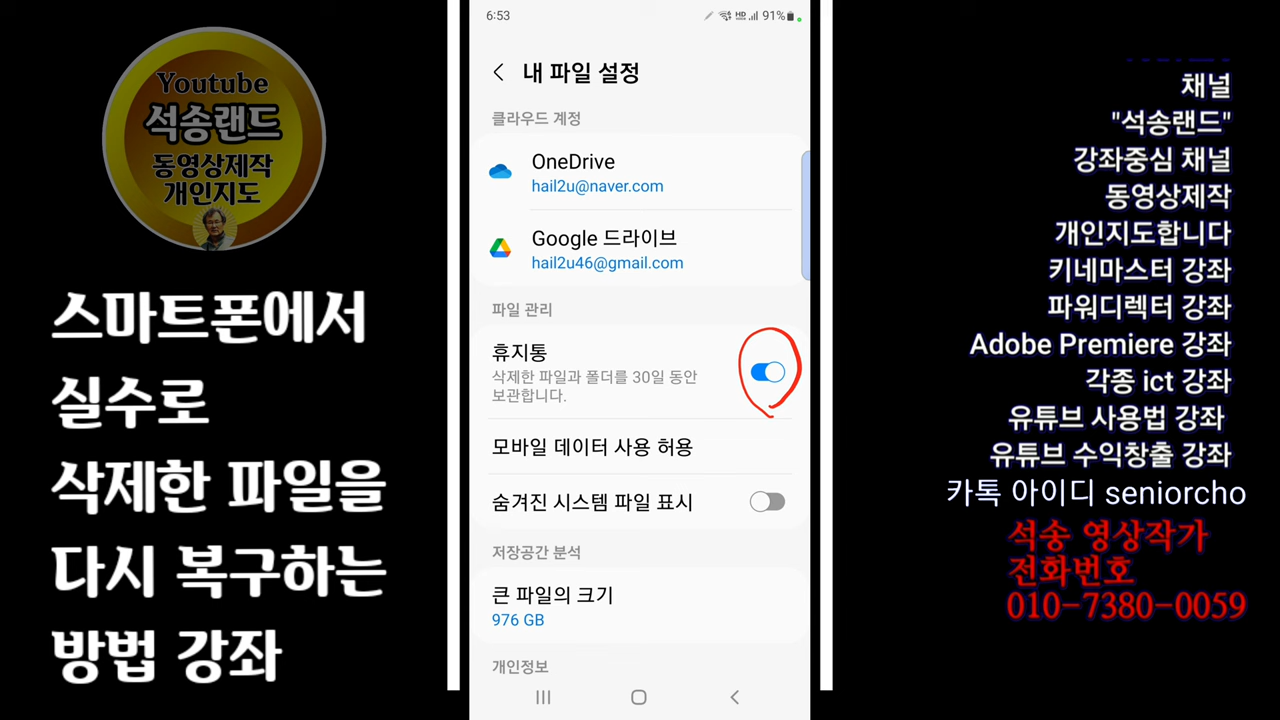 Youtube
석송랜드
동영상제작
개인지도
스마트폰에서
실수로
삭제한 파일을
다시 복구하는
방법 강좌
6:53
91%
내 파일 설정
클라우드 계정
OneDrive
hail2u@naver.com
Google 드라이브
hail2u46@gmail.com
파일 관리
휴지통
삭제한 파일과 폴더를 30일 동안
보관합니다.
모바일 데이터 사용 허용
숨겨진 시스템 파일 표시
저장공간 분석
큰 파일의 크기
976 GB
개인정보
채널
"석송랜드"
강좌중심 채널
동영상제작
개인지도합니다
키네마스터 강좌
파워디렉터 강좌
Adobe Premiere 강좌
각종 ict 강좌
유튜브 사용법 강좌
유튜브 수익창출 강좌
카톡 아이디 seniorcho
석송 영상작가
전화번호
010-7380-0059